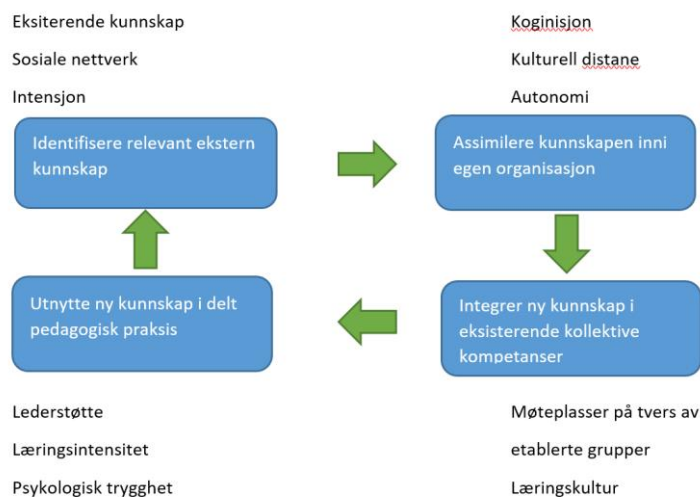 Eksiterende kunnskap
Sosiale nettverk
Intensjon
Koginisjon
Kulturell distane
Autonomi
Identifisere relevant ekstern
kunnskap
Assimilere kunnskapen inni
egen organisasjon
Utnytte ny kunnskap i delt
pedagogisk praksis
Integrer ny kunnskap i
eksisterende kollektive
kompetanser
Lederstøtte
Læringsintensitet
Psykologisk trygghet
Møteplasser på tvers av
etablerte grupper
Læringskultur